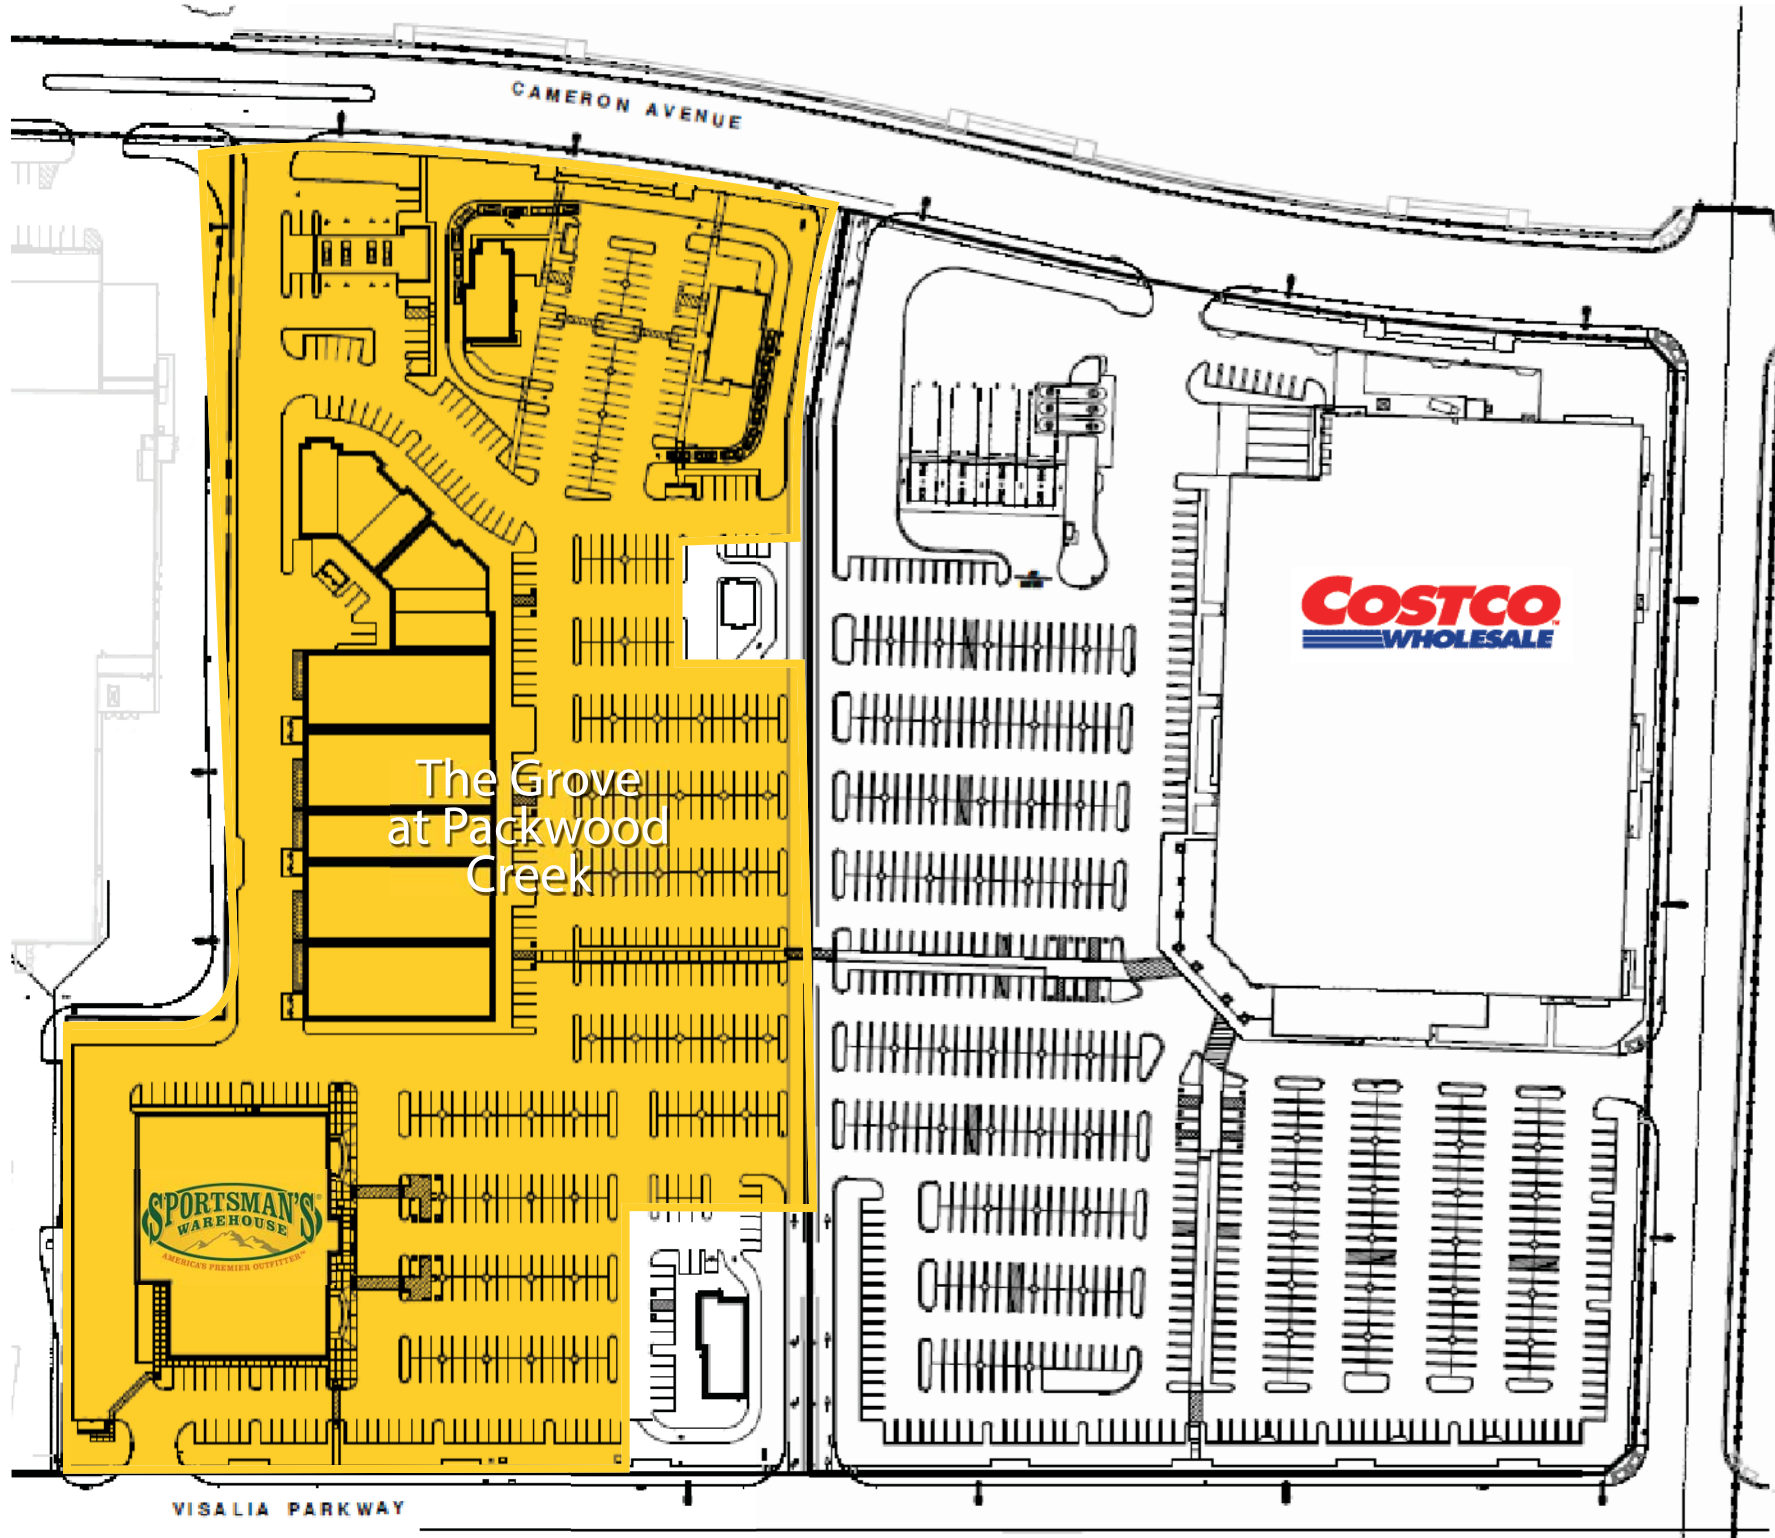 CAMERON AVENUE
COSTCO
WHOLESALE
The Grove
at Packwood
Creek
SPORTSMAN'S
WAREHOUSE
AMERICA'S PREMIER OUTFITTER
VISALIA PARKWAY